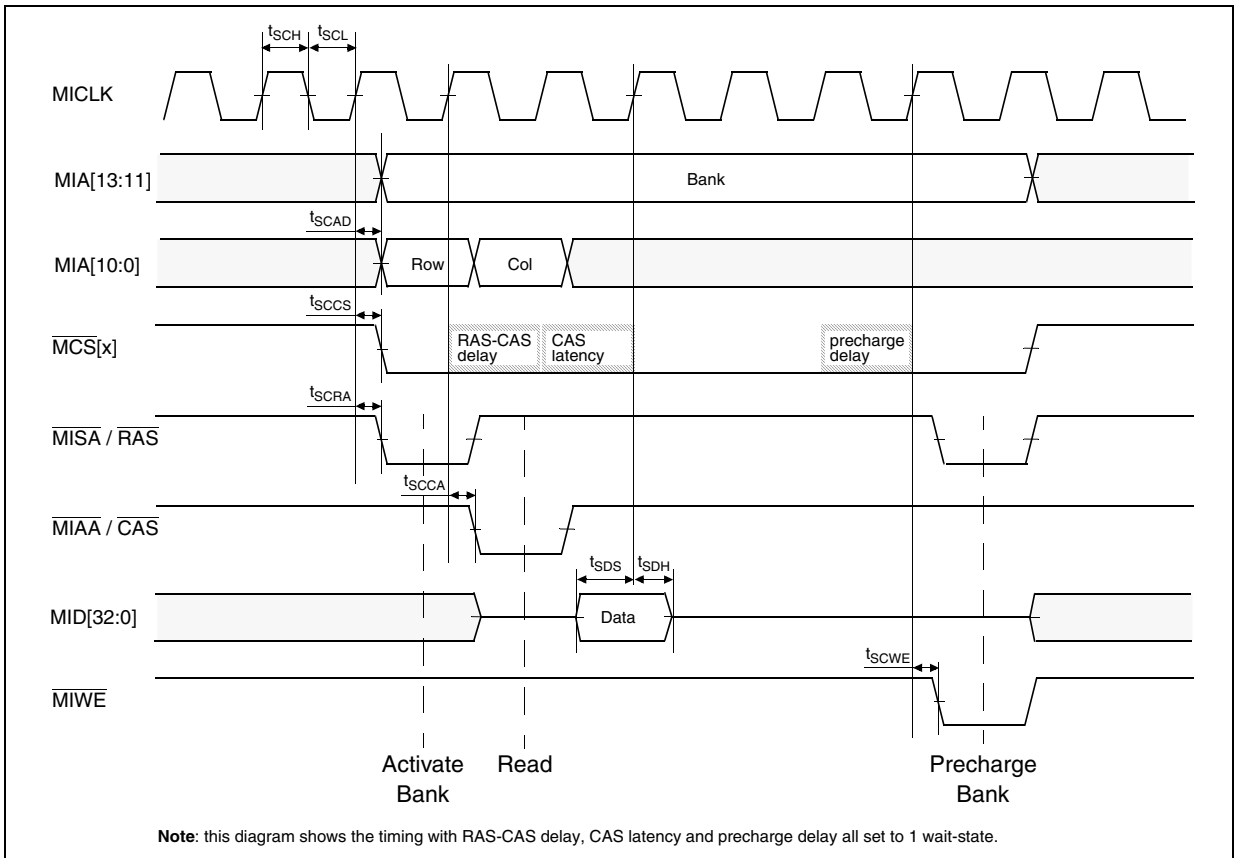 tSCH tSCL
MICLK
MIA[13:11] Bank
tSCAD
MIA[10:0] Row Col
tSCCS
MCS[x] RAS-CAS delay CAS latency precharge delay
tSCRA
MISA / RAS
tSCCA
MIAA / CAS
tSDS tSDH
MID[32:0] Data
tSCWE
MIWE
Activate Read Precharge
Bank Bank
Note: this diagram shows the timing with RAS-CAS delay, CAS latency and precharge delay all set to 1 wait-state.